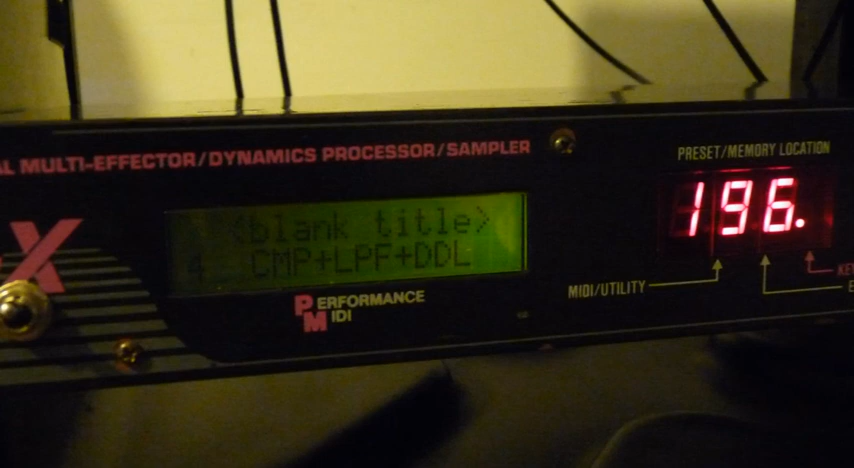 AL MULTI-EFFECTOR/DYNAMICS PROCESSOR/SAMPLER
PRESET/MEMORY LOCATION
X
<blank title>
4 CMP+LPF+DDL
196.
PERFORMANCE
MIDI
MIDI/UTILITY
KEY
E